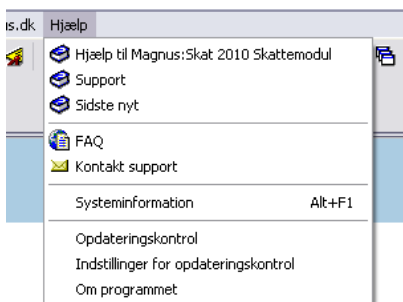 us.dk Hjælp
Hjælp til Magnus:Skat 2010 Skattemodul
Support
Sidste nyt
FAQ
Kontakt support
Systeminformation Alt+F1
Opdateringskontrol
Indstillinger for opdateringskontrol
Om programmet